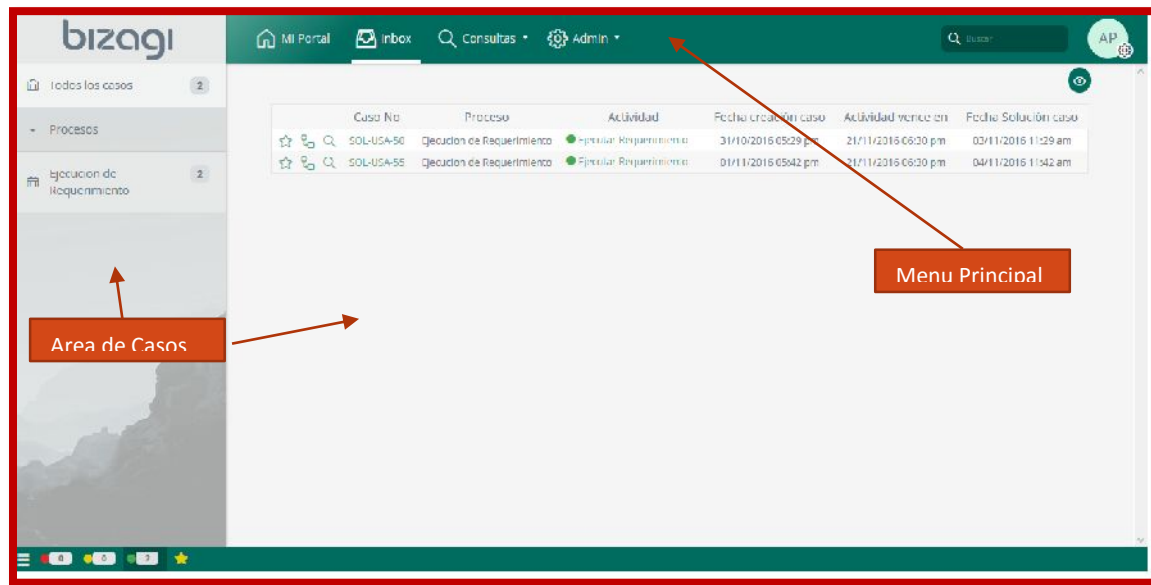 bizagi
Mi Portal Inbox Consultas Admin
Buscar
AP
Todos los casos 2
Procesos
Ejecucion de
Requerimiento 2
Caso No Proceso Actividad Fecha creación caso Actividad vence en Fecha Solución caso
SOL-USA-50 Ejecucion de Requerimiento Ejecutar Requerimiento 31/10/2016 05:29 pm 21/11/2016 06:30 pm 03/11/2016 11:29 am
SOL-USA-55 Ejecucion de Requerimiento Ejecutar Requerimiento 01/11/2016 05:42 pm 21/11/2016 06:30 pm 04/11/2016 11:42 am
Menu Principal
Area de Casos
0 0 2